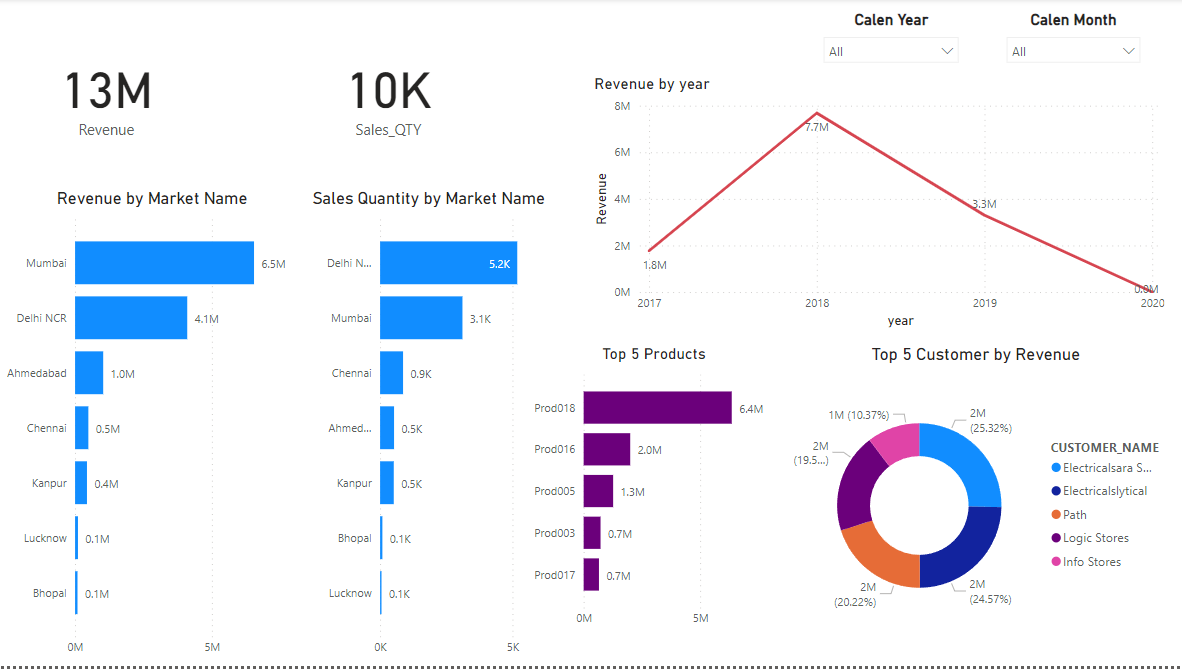 Calen Year
All
Calen Month
All
13M
Revenue
10K
Sales_QTY
Revenue by year
Revenue
8M
6M
4M
2M
0M
1.8M
7.7M
3.3M
0.0M
2017
2018
2019
2020
year
Revenue by Market Name
Mumbai
6.5M
Delhi NCR
4.1M
Ahmedabad
1.0M
Chennai
0.5M
Kanpur
0.4M
Lucknow
0.1M
Bhopal
0.1M
0M
5M
Sales Quantity by Market Name
Delhi N...
5.2K
Mumbai
3.1K
Chennai
0.9K
Ahmed...
0.5K
Kanpur
0.5K
Bhopal
0.1K
Lucknow
0.1K
0K
5K
Top 5 Products
Prod018
6.4M
Prod016
2.0M
Prod005
1.3M
Prod003
0.7M
Prod017
0.7M
0M
5M
Top 5 Customer by Revenue
2M
(25.32%)
2M
(24.57%)
2M
(20.22%)
2M
(19.5...)
1M (10.37%)
CUSTOMER_NAME
Electricalsara S...
Electricalslytical
Path
Logic Stores
Info Stores